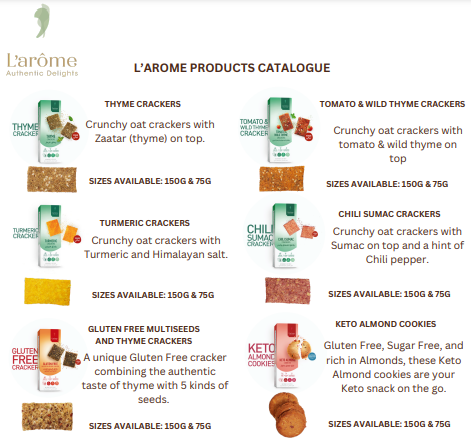 L'arôme
Authentic Delights
L'AROME PRODUCTS CATALOGUE
THYME CRACKERS
THYME
CRACKER
Crunchy oat crackers with
Zaatar (thyme) on top.
SIZES AVAILABLE: 150G & 75G
TOMATO & WILD THYME CRACKERS
TOMATO &
WILD THYME
CRACKER
Crunchy oat crackers with
tomato & wild thyme on
top
SIZES AVAILABLE: 150G & 75G
TURMERIC CRACKERS
TURMERIC
CRACKER
Crunchy oat crackers with
Turmeric and Himalayan salt.
SIZES AVAILABLE: 150G & 75G
CHILI SUMAC CRACKERS
CHILI
SUMAC
CRACKER
Crunchy oat crackers with
Sumac on top and a hint of
Chili pepper.
SIZES AVAILABLE: 150G & 75G
GLUTEN FREE MULTISEEDS
AND THYME CRACKERS
GLUTEN
FREE
CRACKER
A unique Gluten Free cracker
combining the authentic
taste of thyme with 5 kinds of
seeds.
SIZES AVAILABLE: 150G & 75G
KETO ALMOND COOKIES
KETO
ALMOND
COOKIES
Gluten Free, Sugar Free, and
rich in Almonds, these Keto
Almond cookies are your
Keto snack on the go.
SIZES AVAILABLE: 150G & 75G